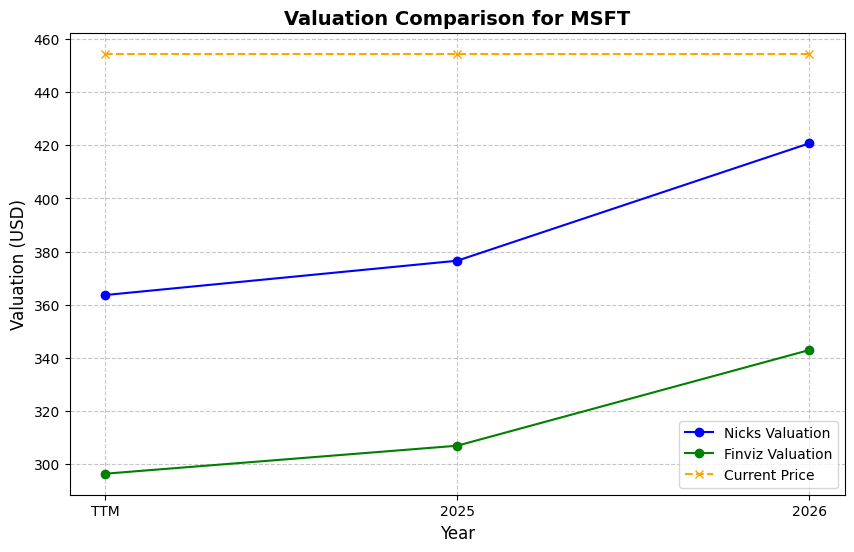 Valuation Comparison for MSFT
Valuation (USD)
460
440
420
400
380
360
340
320
300
TTM
2025
2026
Year
Nicks Valuation
Finviz Valuation
Current Price